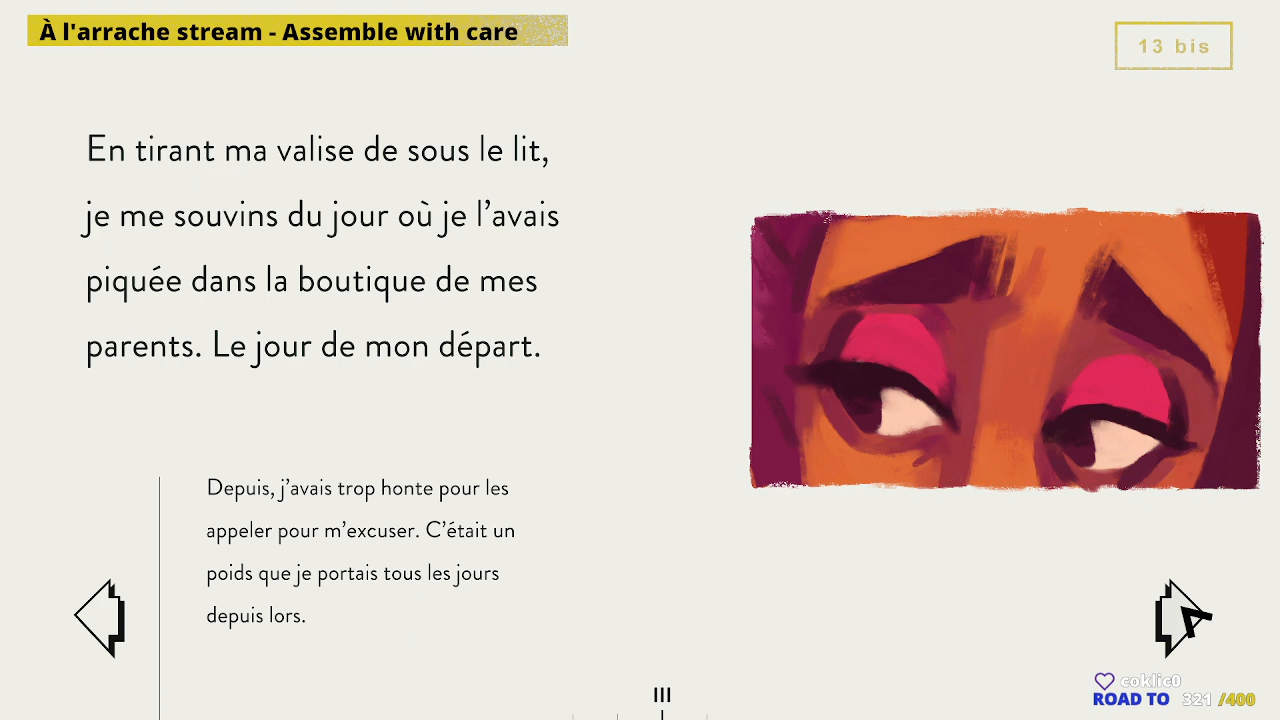 À l'arrache stream - Assemble with care
13 bis
En tirant ma valise de sous le lit,
je me souvins du jour où je l’avais
piquée dans la boutique de mes
parents. Le jour de mon départ.
Depuis, j’avais trop honte pour les
appeler pour m’excuser. C’était un
poids que je portais tous les jours
depuis lors.
III
coklic0
ROAD TO 321 /400